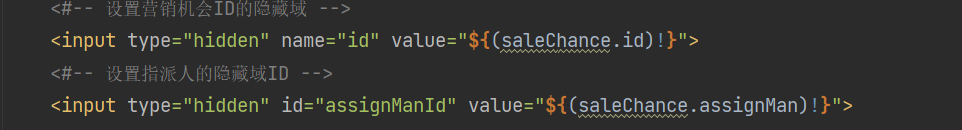 <#-- 设置营销机会ID的隐藏域 -->
<input type="hidden" name="id" value="${(saleChance.id)!}">
<#-- 设置指派人的隐藏域ID -->
<input type="hidden" id="assignManId" value="${(saleChance.assignMan)!}">